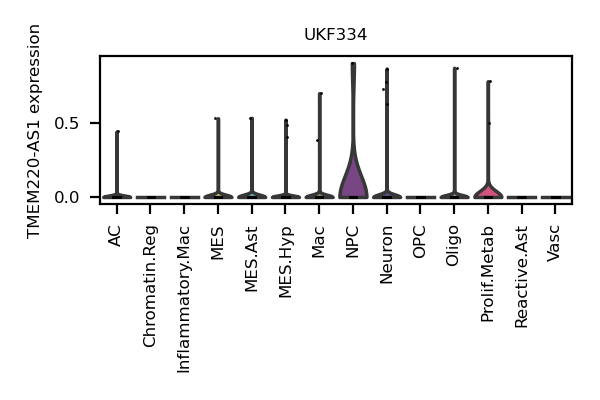 UKF334
TMEM220-AS1 expression
0.5
0.0
AC
Chromatin.Reg
Inflammatory.Mac
MES
MES.Ast
MES.Hyp
Mac
NPC
Neuron
OPC
Oligo
Prolif.Metab
Reactive.Ast
Vasc